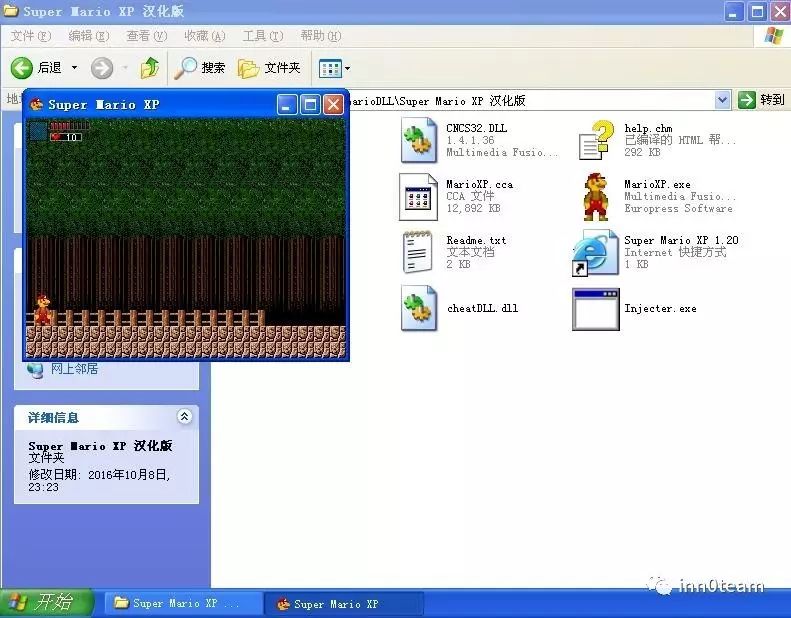 Super Mario XP 汉化版
文件(F) 编辑(E) 查看(V) 收藏(A) 工具(T) 帮助(H)
后退 搜索 文件夹
地
arioDLL\Super Mario XP 汉化版 转到
Super Mario XP
10
CNCS32.DLL
1.4.1.36
Multimedia Fusio...
help.chm
已编译的 HTML 帮...
292 KB
MarioXP.cca
CCA 文件
12,892 KB
MarioXP.exe
Multimedia Fusio...
Europress Software
Readme.txt
文本文档
2 KB
Super Mario XP 1.20
Internet 快捷方式
1 KB
cheatDLL.dll
Injecter.exe
网上邻居
详细信息
Super Mario XP 汉化版
文件夹
修改日期: 2016年10月8日,
23:23
inn0team
开始 Super Mario XP ... Super Mario XP